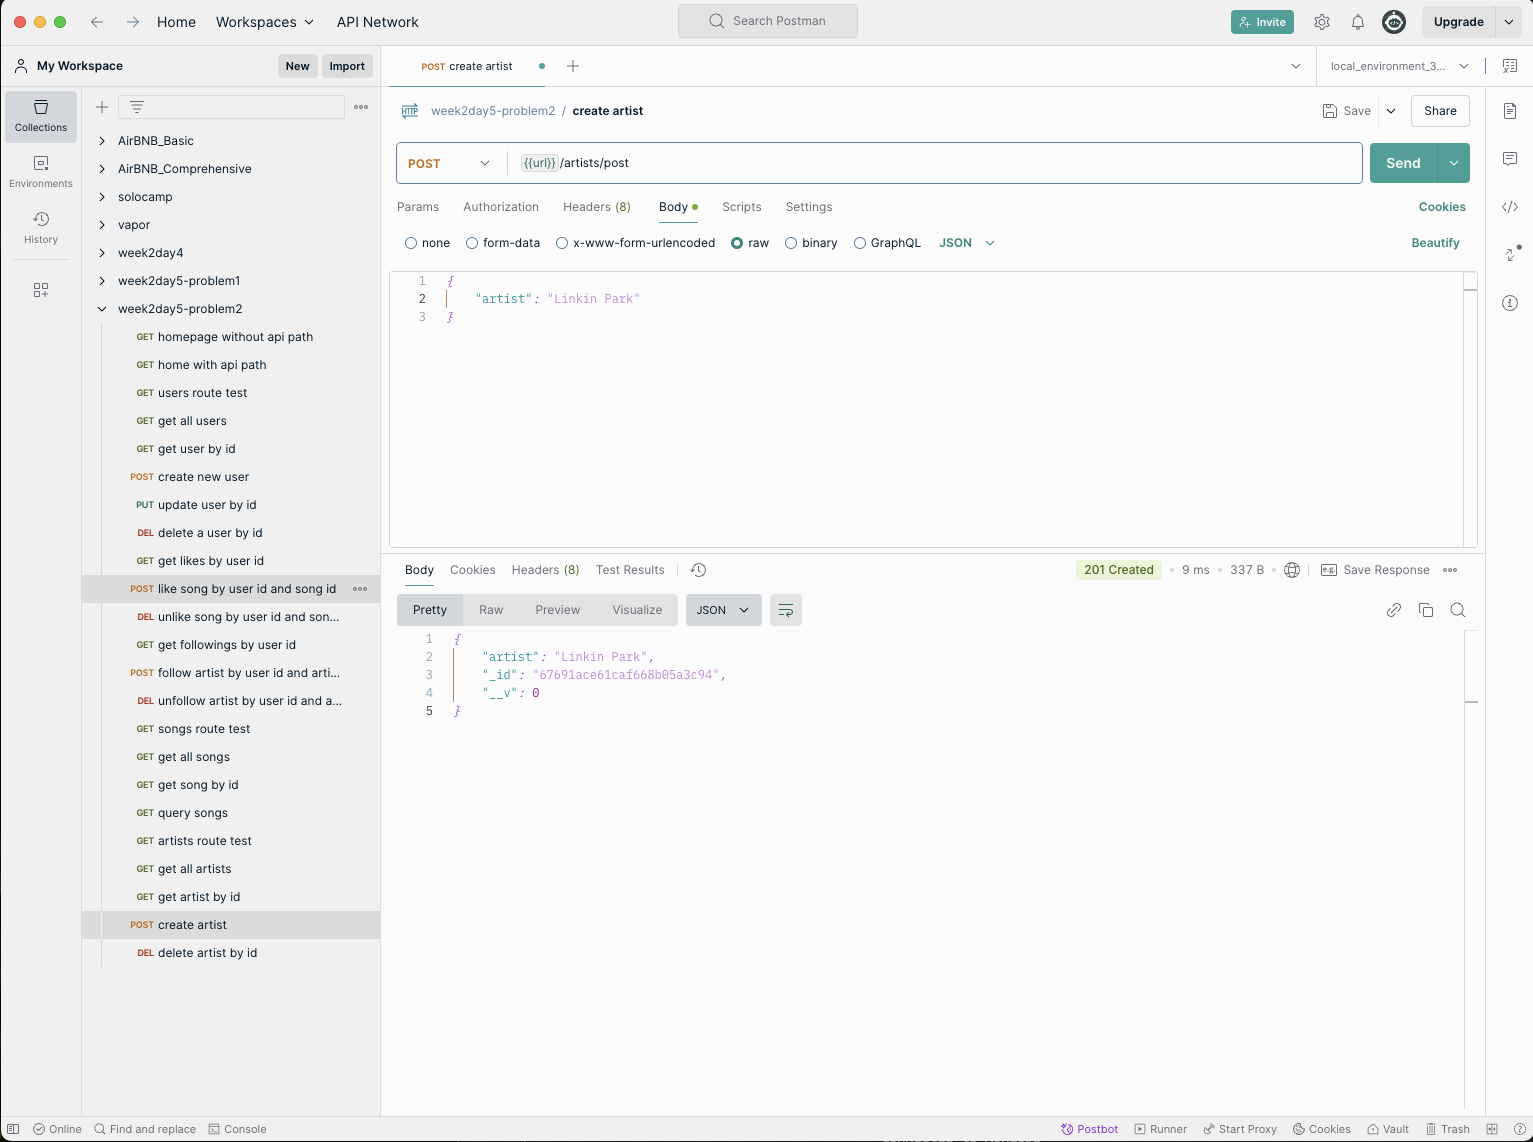 Home Workspaces API Network Search Postman Invite Upgrade
My Workspace New Import POST create artist local_environment_3...
Collections
Environments
History
AirBNB_Basic
AirBNB_Comprehensive
solocamp
vapor
week2day4
week2day5-problem1
week2day5-problem2
GET homepage without api path
GET home with api path
GET users route test
GET get all users
GET get user by id
POST create new user
PUT update user by id
DEL delete a user by id
GET get likes by user id
POST like song by user id and song id
DEL unlike song by user id and son...
GET get followings by user id
POST follow artist by user id and arti...
DEL unfollow artist by user id and a...
GET songs route test
GET get all songs
GET get song by id
GET query songs
GET artists route test
GET get all artists
GET get artist by id
POST create artist
DEL delete artist by id
HTTP week2day5-problem2 / create artist Save Share
POST {{url}}/artists/post Send
Params Authorization Headers (8) Body Scripts Settings Cookies
none form-data x-www-form-urlencoded raw binary GraphQL JSON Beautify
1 {
2 "artist": "Linkin Park"
3 }
Body Cookies Headers (8) Test Results 201 Created 9 ms 337 B e.g. Save Response
Pretty Raw Preview Visualize JSON
1 {
2 "artist": "Linkin Park",
3 "_id": "67691ace61caf668b05a3c94",
4 "__v": 0
5 }
Online Find and replace Console Postbot Runner Start Proxy Cookies Vault Trash